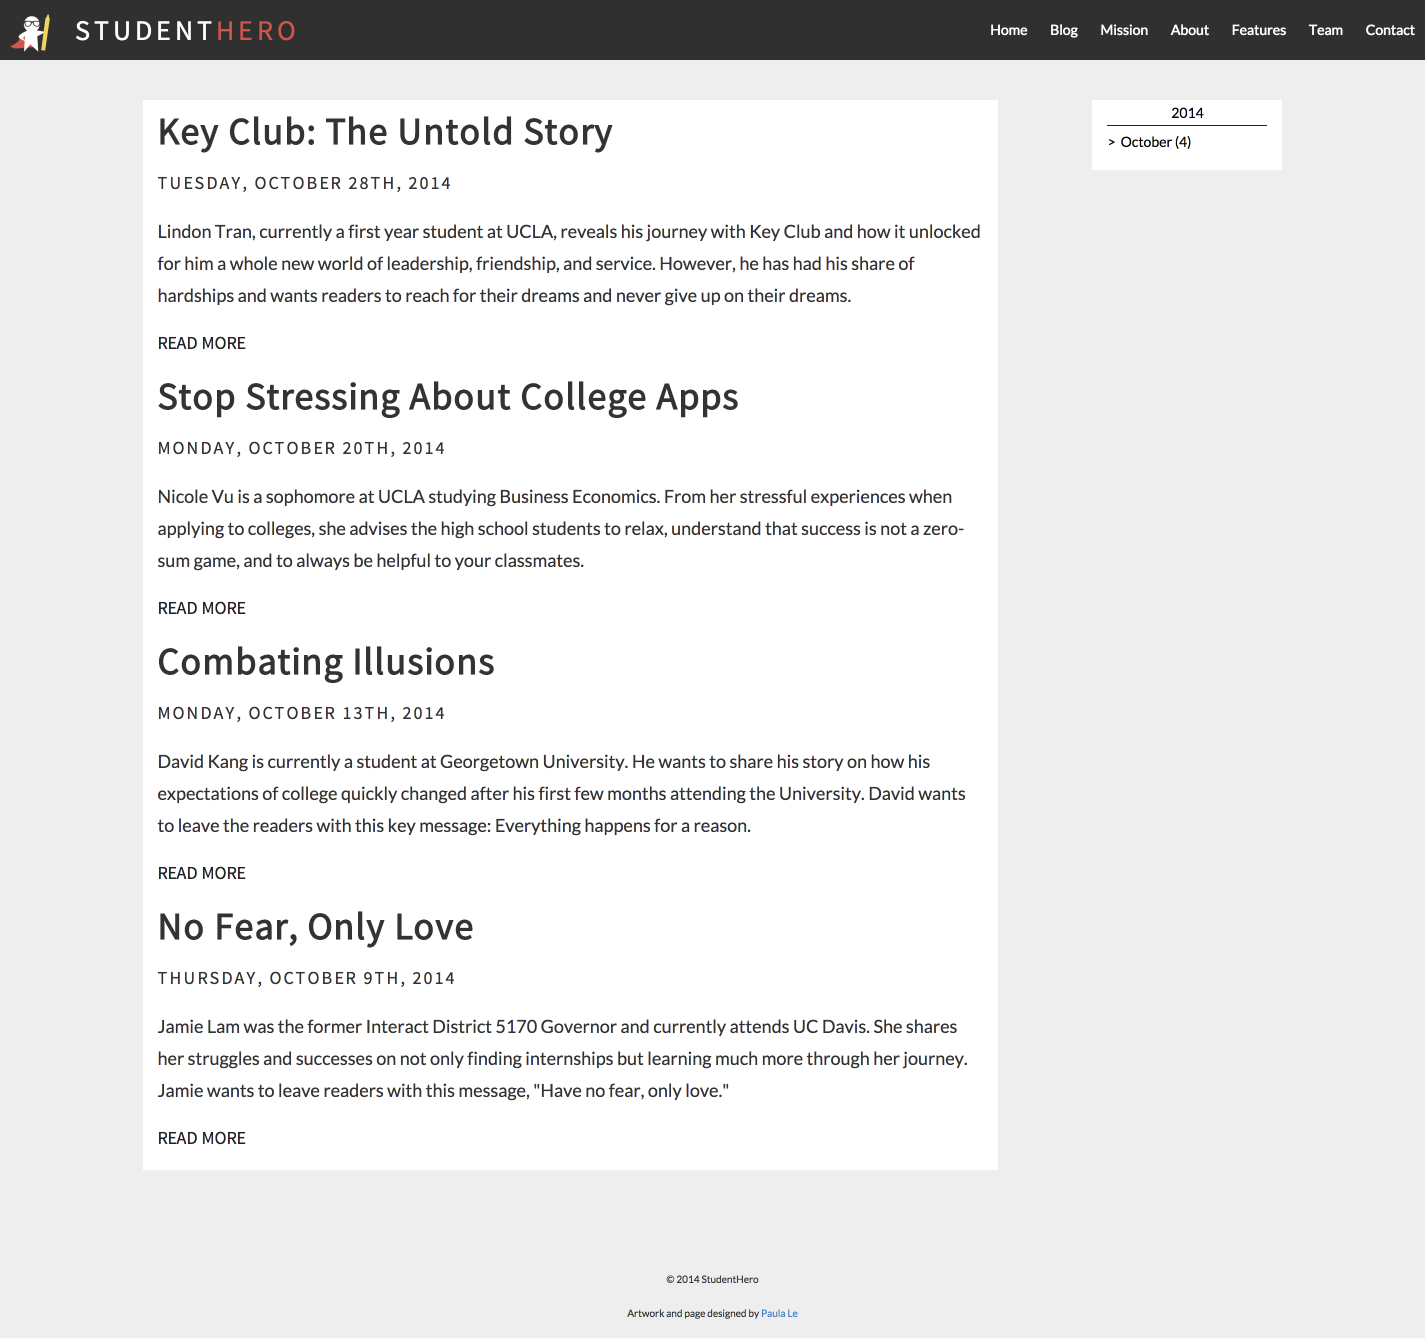 STUDENTHERO
Home Blog Mission About Features Team Contact
Key Club: The Untold Story
TUESDAY, OCTOBER 28TH, 2014
Lindon Tran, currently a first year student at UCLA, reveals his journey with Key Club and how it unlocked
for him a whole new world of leadership, friendship, and service. However, he has had his share of
hardships and wants readers to reach for their dreams and never give up on their dreams.
READ MORE
Stop Stressing About College Apps
MONDAY, OCTOBER 20TH, 2014
Nicole Vu is a sophomore at UCLA studying Business Economics. From her stressful experiences when
applying to colleges, she advises the high school students to relax, understand that success is not a zero-
sum game, and to always be helpful to your classmates.
READ MORE
Combating Illusions
MONDAY, OCTOBER 13TH, 2014
David Kang is currently a student at Georgetown University. He wants to share his story on how his
expectations of college quickly changed after his first few months attending the University. David wants
to leave the readers with this key message: Everything happens for a reason.
READ MORE
No Fear, Only Love
THURSDAY, OCTOBER 9TH, 2014
Jamie Lam was the former Interact District 5170 Governor and currently attends UC Davis. She shares
her struggles and successes on not only finding internships but learning much more through her journey.
Jamie wants to leave readers with this message, "Have no fear, only love."
READ MORE
2014
> October (4)
© 2014 StudentHero
Artwork and page designed by Paula Le